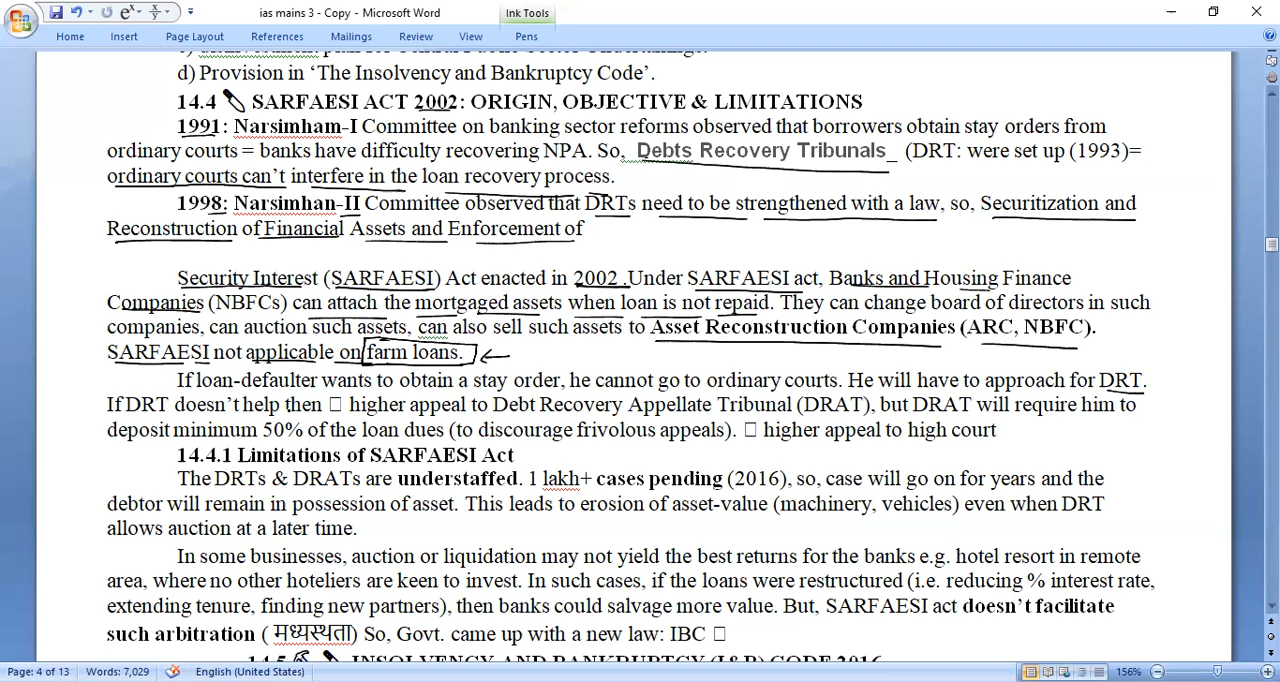 ias mains 3 - Copy - Microsoft Word
Ink Tools
Home Insert Page Layout References Mailings Review View Pens
d) Provision in ‘The Insolvency and Bankruptcy Code’.
14.4 SARFAESI ACT 2002: ORIGIN, OBJECTIVE & LIMITATIONS
1991: Narsimham-I Committee on banking sector reforms observed that borrowers obtain stay orders from
ordinary courts = banks have difficulty recovering NPA. So, Debts Recovery Tribunals_ (DRT: were set up (1993)=
ordinary courts can’t interfere in the loan recovery process.
1998: Narsimhan-II Committee observed that DRTs need to be strengthened with a law, so, Securitization and
Reconstruction of Financial Assets and Enforcement of
Security Interest (SARFAESI) Act enacted in 2002 .Under SARFAESI act, Banks and Housing Finance
Companies (NBFCs) can attach the mortgaged assets when loan is not repaid. They can change board of directors in such
companies, can auction such assets, can also sell such assets to Asset Reconstruction Companies (ARC, NBFC).
SARFAESI not applicable on farm loans.
If loan-defaulter wants to obtain a stay order, he cannot go to ordinary courts. He will have to approach for DRT.
If DRT doesn’t help then higher appeal to Debt Recovery Appellate Tribunal (DRAT), but DRAT will require him to
deposit minimum 50% of the loan dues (to discourage frivolous appeals). higher appeal to high court
14.4.1 Limitations of SARFAESI Act
The DRTs & DRATs are understaffed. 1 lakh+ cases pending (2016), so, case will go on for years and the
debtor will remain in possession of asset. This leads to erosion of asset-value (machinery, vehicles) even when DRT
allows auction at a later time.
In some businesses, auction or liquidation may not yield the best returns for the banks e.g. hotel resort in remote
area, where no other hoteliers are keen to invest. In such cases, if the loans were restructured (i.e. reducing % interest rate,
extending tenure, finding new partners), then banks could salvage more value. But, SARFAESI act doesn’t facilitate
such arbitration ( मध्यस्थता) So, Govt. came up with a new law: IBC
14.5 INSOLVENCY AND BANKRUPTCY (I&B) CODE 2016
Page: 4 of 13 Words: 7,029 English (United States) 156%